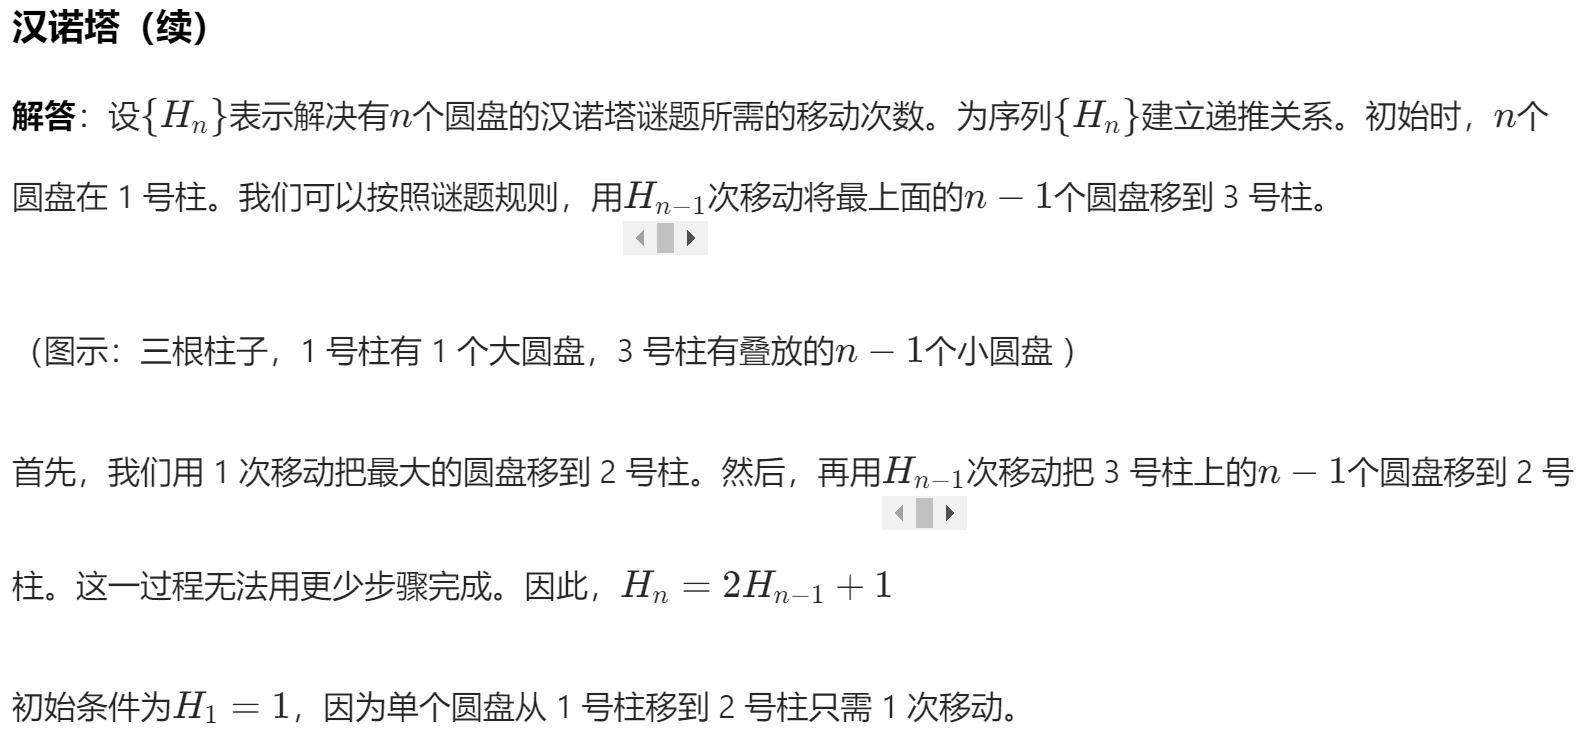 汉诺塔（续）
解答：设{Hₙ}表示解决有n个圆盘的汉诺塔谜题所需的移动次数。为序列{Hₙ}建立递推关系。初始时，n个
圆盘在 1 号柱。我们可以按照谜题规则，用Hₙ₋₁次移动将最上面的n − 1个圆盘移到 3 号柱。
（图示：三根柱子，1 号柱有 1 个大圆盘，3 号柱有叠放的n − 1个小圆盘 ）
首先，我们用 1 次移动把最大的圆盘移到 2 号柱。然后，再用Hₙ₋₁次移动把 3 号柱上的n − 1个圆盘移到 2 号
柱。这一过程无法用更少步骤完成。因此，Hₙ = 2Hₙ₋₁ + 1
初始条件为H₁ = 1，因为单个圆盘从 1 号柱移到 2 号柱只需 1 次移动。